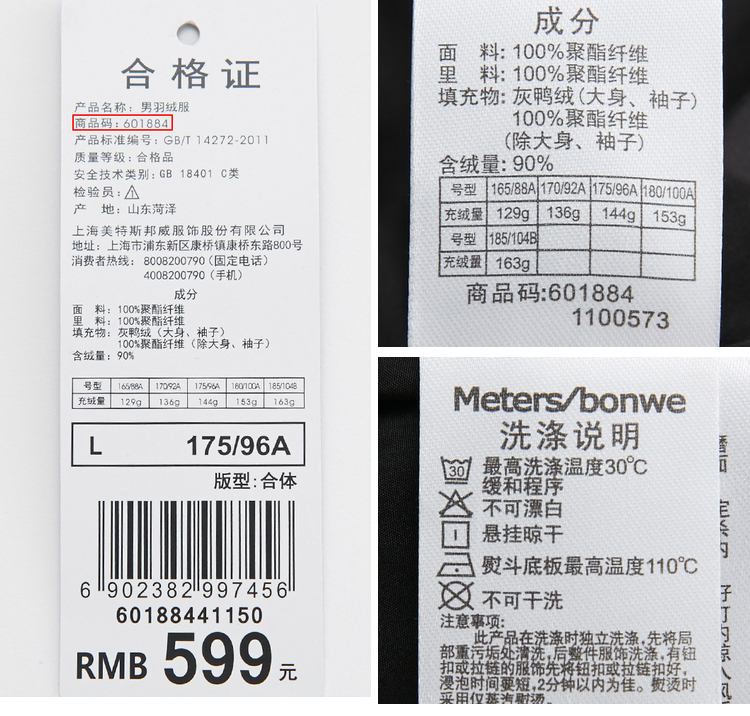 合格证
产品名称：男羽绒服
商品码：601884
产品标准编号：GB/T 14272-2011
质量等级：合格品
安全技术类别：GB 18401 C类
检验员：
产 地：山东菏泽
上海美特斯邦威服饰股份有限公司
地址：上海市浦东新区康桥镇康桥东路800号
消费者热线：8008200790（固定电话）
4008200790（手机）
成分
面 料：100%聚酯纤维
里 料：100%聚酯纤维
填充物：灰鸭绒（大身、袖子）
100%聚酯纤维（除大身、袖子）
含绒量：90%
号型 165/88A 170/92A 175/96A 180/100A 185/104B
充绒量 129g 136g 144g 153g 163g
L 175/96A
版型：合体
6 902382 997456
60188441150
RMB 599元
成分
面 料: 100%聚酯纤维
里 料: 100%聚酯纤维
填充物: 灰鸭绒(大身、袖子)
100%聚酯纤维
(除大身、袖子)
含绒量: 90%
号型 165/88A 170/92A 175/96A 180/100A
充绒量 129g 136g 144g 153g
号型 185/104B
充绒量 163g
商品码:601884
1100573
Meters/bonwe
洗涤说明
30 最高洗涤温度30℃
缓和程序
不可漂白
悬挂晾干
熨斗底板最高温度110℃
不可干洗
注意事项:
此产品在洗涤时独立洗涤,先将局
部重污垢处清洗,后整件服饰洗涤,有钮
扣或拉链的服饰先将钮扣或拉链扣好,
浸泡时间要短,2分钟以内为佳。熨烫时
采用仅蒸汽熨烫。